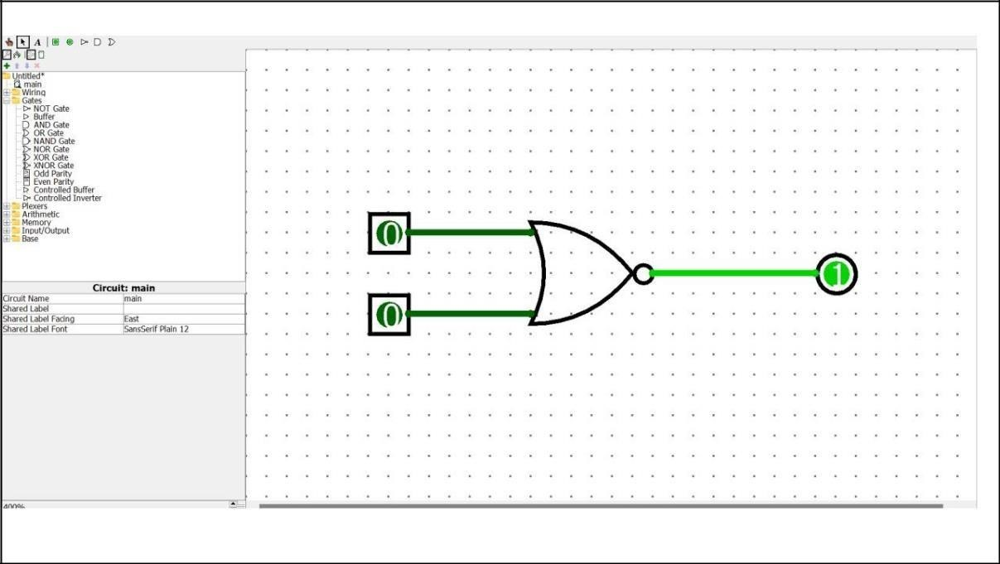 A
Untitled*
main
Wiring
Gates
NOT Gate
Buffer
AND Gate
OR Gate
NAND Gate
NOR Gate
XOR Gate
XNOR Gate
Odd Parity
Even Parity
Controlled Buffer
Controlled Inverter
Plexers
Arithmetic
Memory
Input/Output
Base
0
1
0
Circuit: main
Circuit Name main
Shared Label
Shared Label Facing East
Shared Label Font SansSerif Plain 12
400%